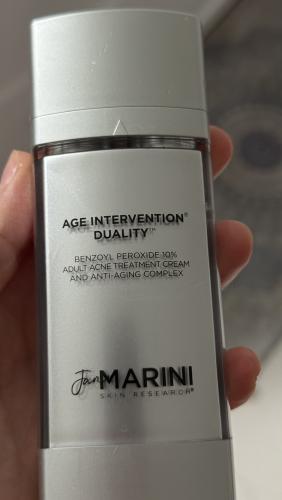 AGE INTERVENTION®
DUALITY™
BENZOYL PEROXIDE 10%
ADULT ACNE TREATMENT CREAM
AND ANTI-AGING COMPLEX
Jan MARINI
SKIN RESEARCH®